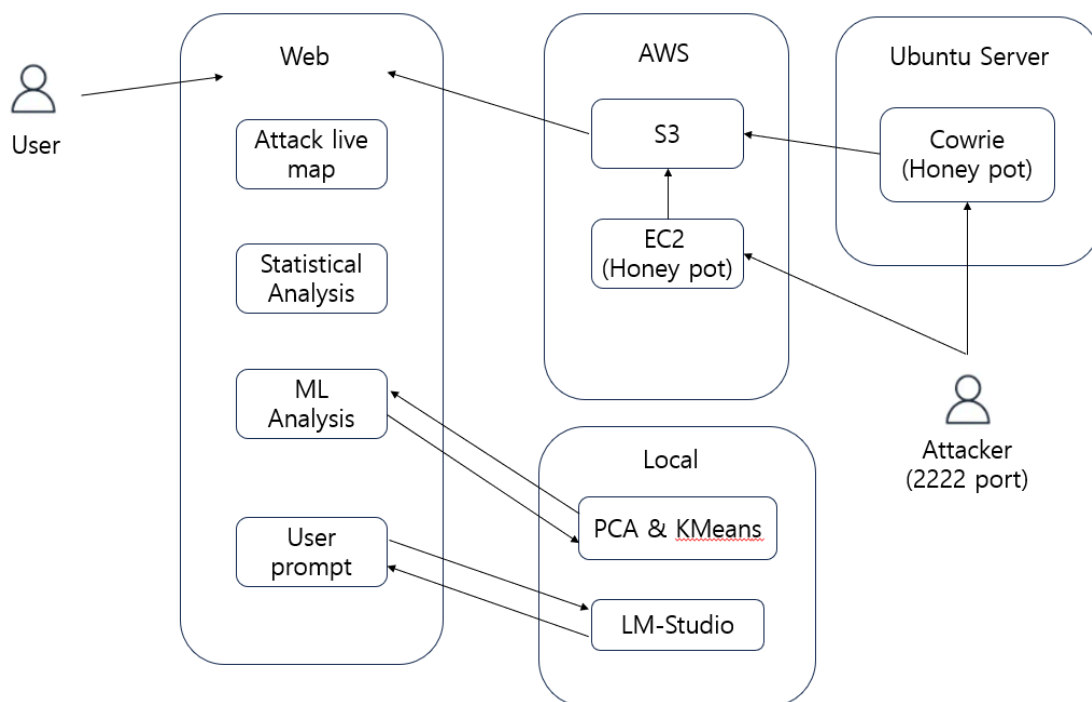 User
Web
Attack live
map
Statistical
Analysis
ML
Analysis
User
prompt
AWS
S3
EC2
(Honey pot)
Ubuntu Server
Cowrie
(Honey pot)
Attacker
(2222 port)
Local
PCA & KMeans
LM-Studio